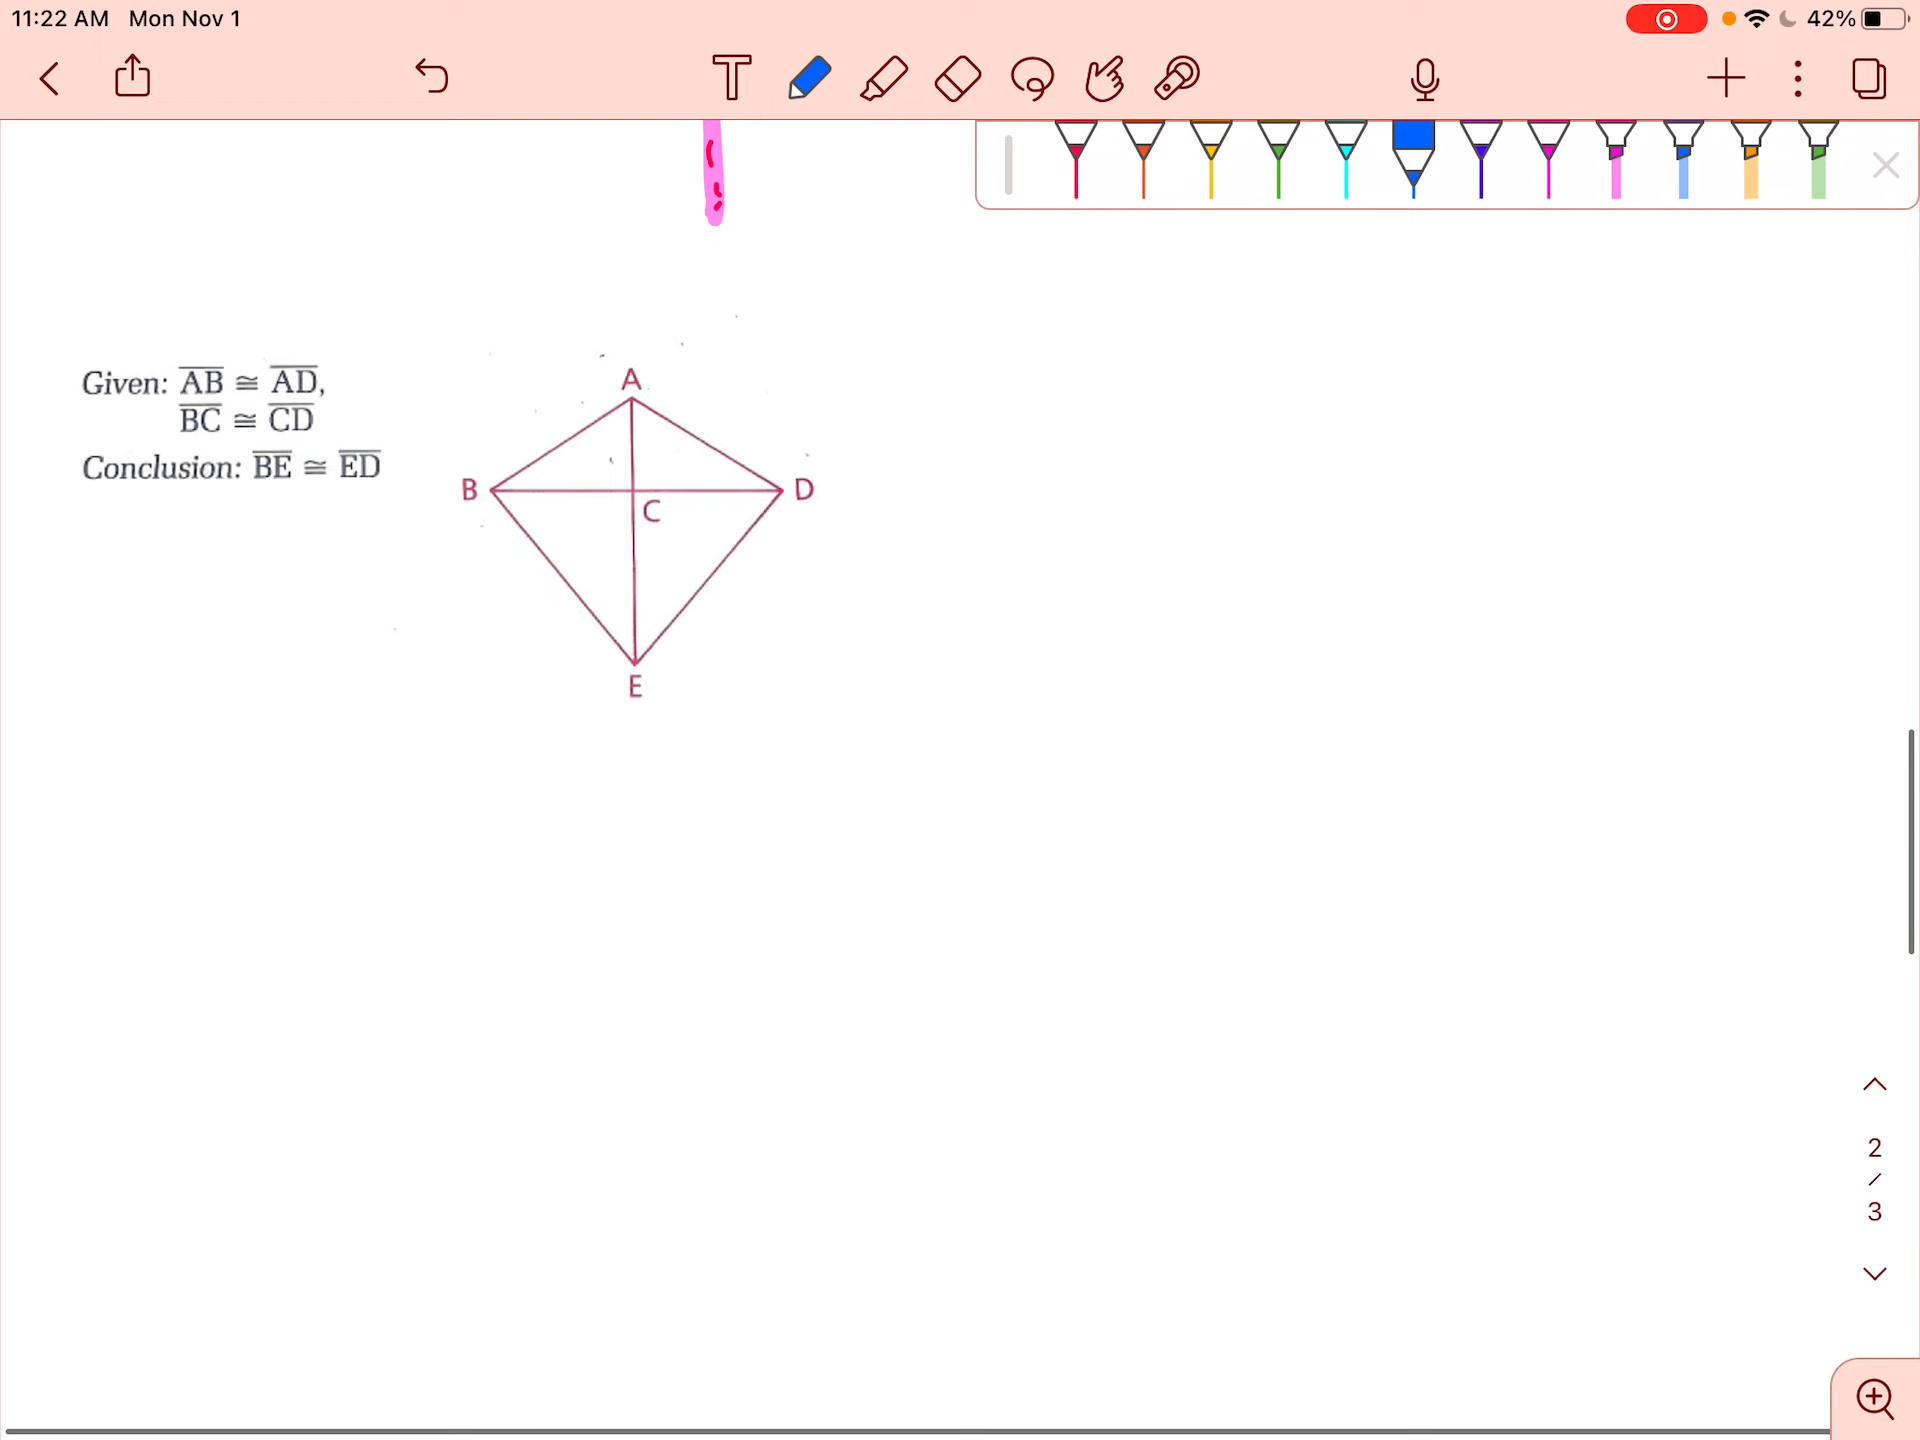 11:22 AM Mon Nov 1
42%
T
Given: AB ≅ AD,
BC ≅ CD
Conclusion: BE ≅ ED
A
B
D
C
E
2
/
3